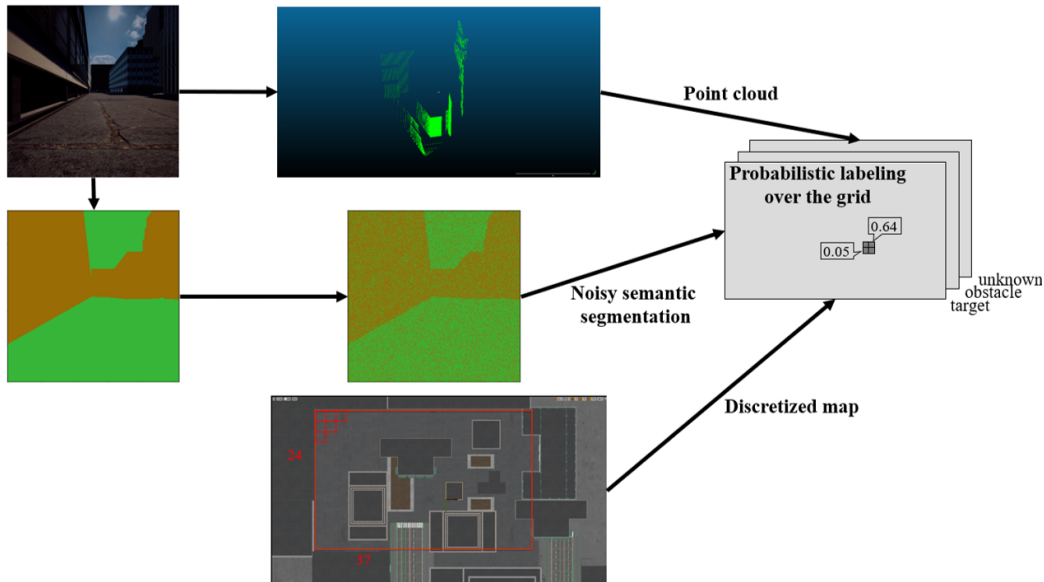 Point cloud
Probabilistic labeling
over the grid
0.64
0.05
unknown
obstacle
target
Noisy semantic
segmentation
Discretized map
24
37